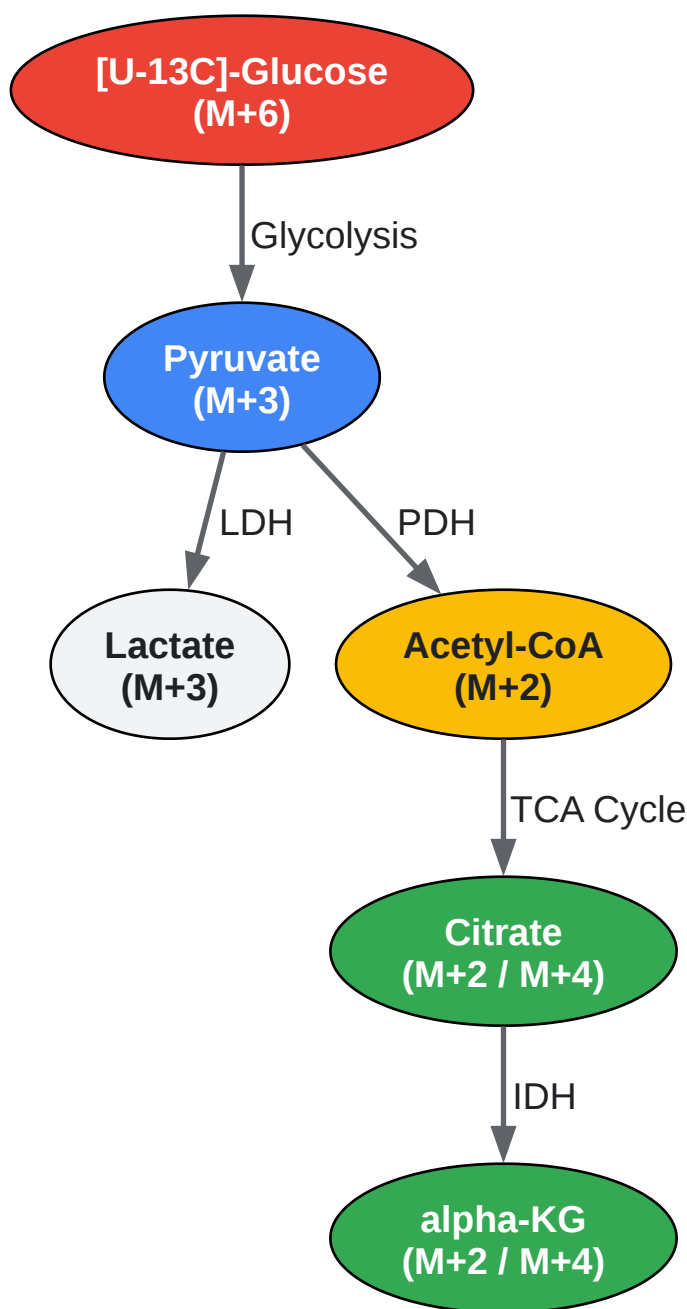 [U-13C]-Glucose
(M+6)
Glycolysis
Pyruvate
(M+3)
LDH
PDH
Lactate
(M+3)
Acetyl-CoA
(M+2)
TCA Cycle
Citrate
(M+2 / M+4)
IDH
alpha-KG
(M+2 / M+4)